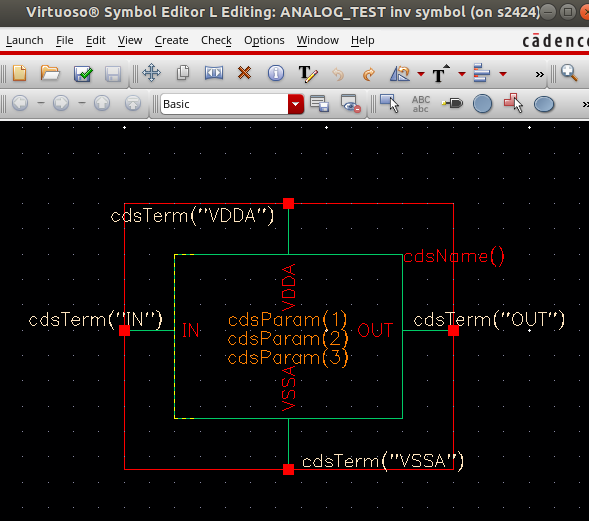 Virtuoso® Symbol Editor L Editing: ANALOG_TEST inv symbol (on s2424)
Launch File Edit View Create Check Options Window Help cādence
T T »
Basic ABC abc »
cdsTerm("VDDA")
cdsName()
VDDA
cdsTerm("IN") cdsParam(1) cdsTerm("OUT")
IN cdsParam(2) OUT
cdsParam(3)
VSSA
cdsTerm("VSSA")